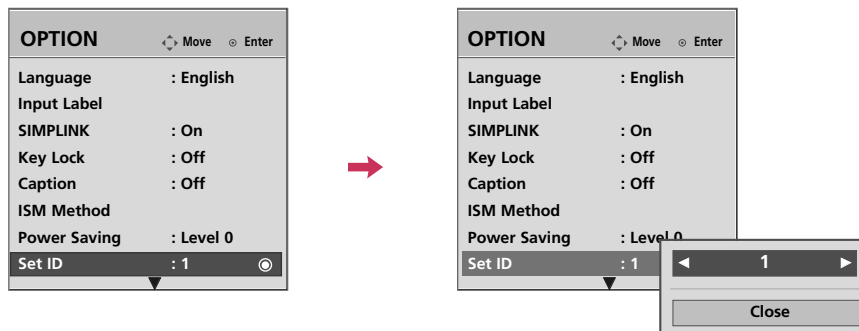 OPTION Move Enter
Language : English
Input Label
SIMPLINK : On
Key Lock : Off
Caption : Off
ISM Method
Power Saving : Level 0
Set ID : 1
OPTION Move Enter
Language : English
Input Label
SIMPLINK : On
Key Lock : Off
Caption : Off
ISM Method
Power Saving : Level 0
Set ID : 1
◄ 1 ►
Close